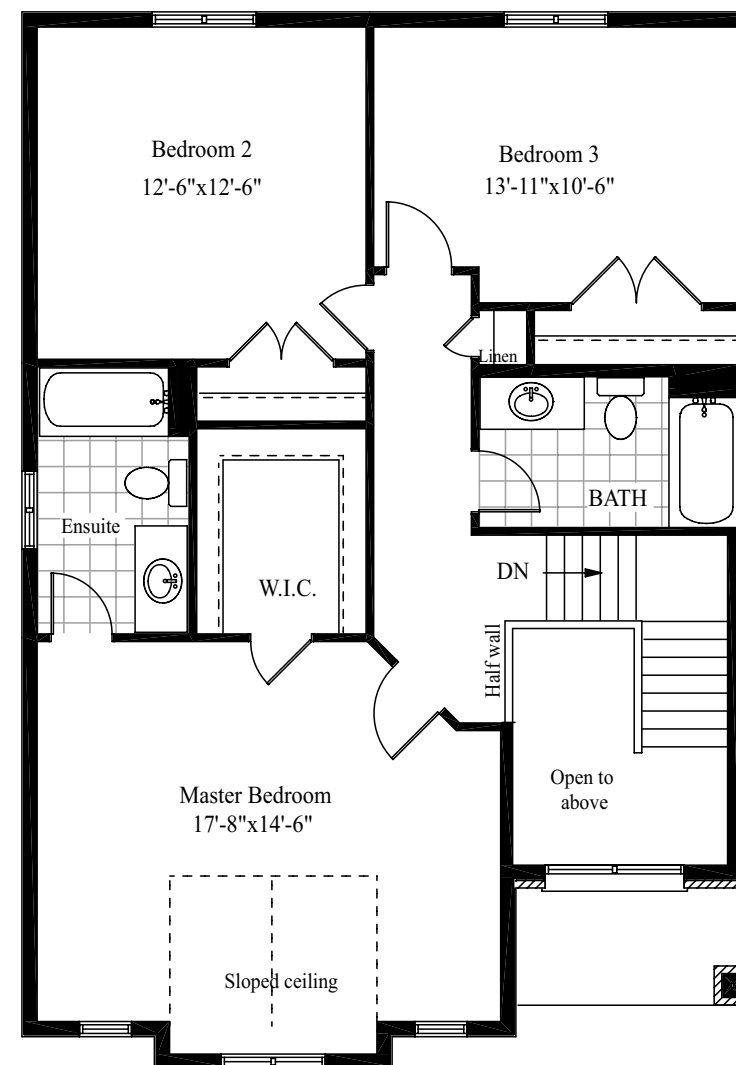 Bedroom 2
12'-6"x12'-6"
Bedroom 3
13'-11"x10'-6"
Linen
Ensuite
BATH
W.I.C.
DN
Half wall
Master Bedroom
17'-8"x14'-6"
Open to
above
Sloped ceiling